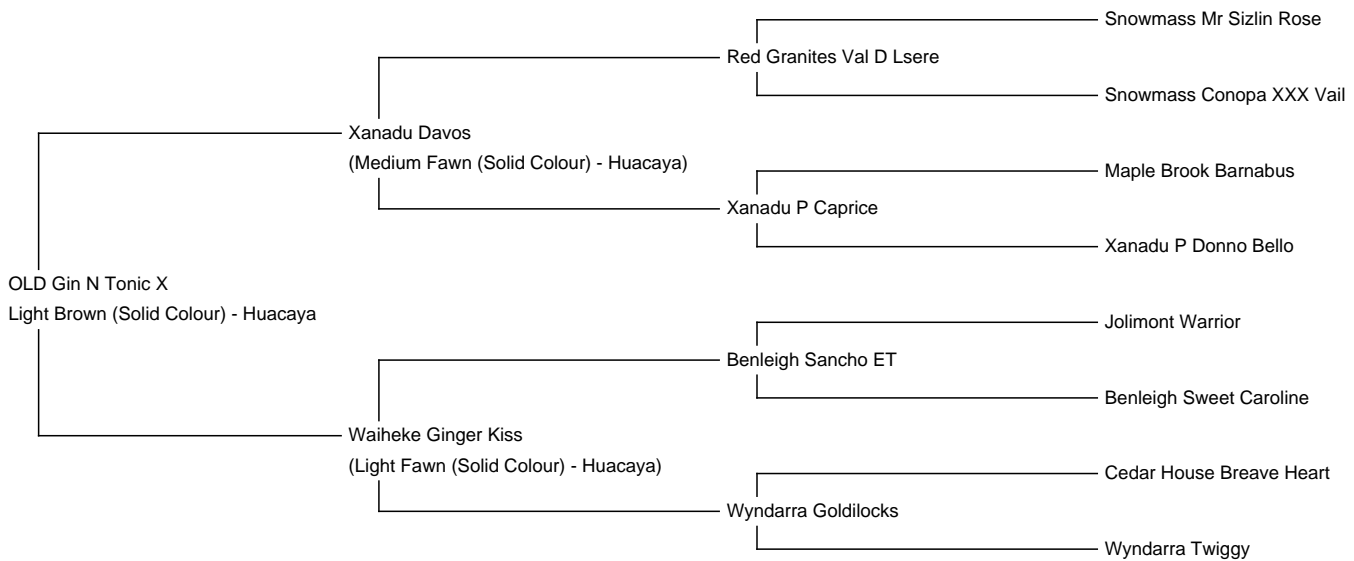 Snowmass Mr Sizlin Rose
Red Granites Val D Lsere
Snowmass Conopa XXX Vail
Xanadu Davos
(Medium Fawn (Solid Colour) - Huacaya)
Maple Brook Barnabus
Xanadu P Caprice
Xanadu P Donno Bello
OLD Gin N Tonic X
Light Brown (Solid Colour) - Huacaya
Jolimont Warrior
Benleigh Sancho ET
Benleigh Sweet Caroline
Waiheke Ginger Kiss
(Light Fawn (Solid Colour) - Huacaya)
Cedar House Breave Heart
Wyndarra Goldilocks
Wyndarra Twiggy